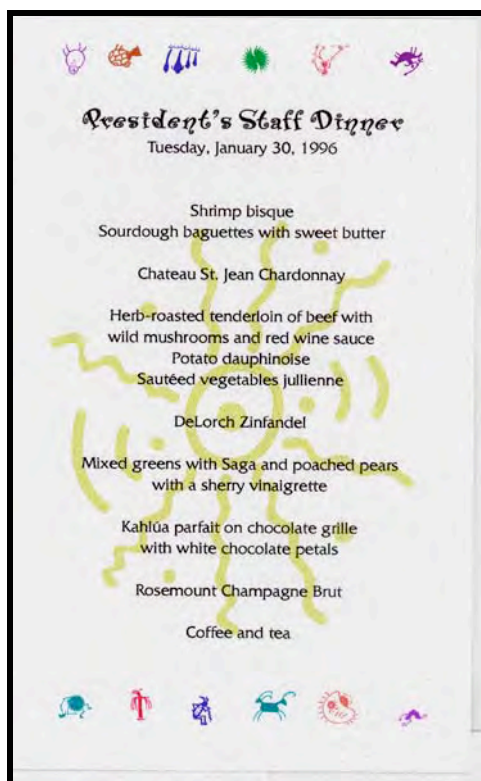 President's Staff Dinner
Tuesday, January 30, 1996
Shrimp bisque
Sourdough baguettes with sweet butter
Chateau St. Jean Chardonnay
Herb-roasted tenderloin of beef with
wild mushrooms and red wine sauce
Potato dauphinoise
Sautéed vegetables jullienne
DeLorch Zinfandel
Mixed greens with Saga and poached pears
with a sherry vinaigrette
Kahlúa parfait on chocolate grille
with white chocolate petals
Rosemount Champagne Brut
Coffee and tea